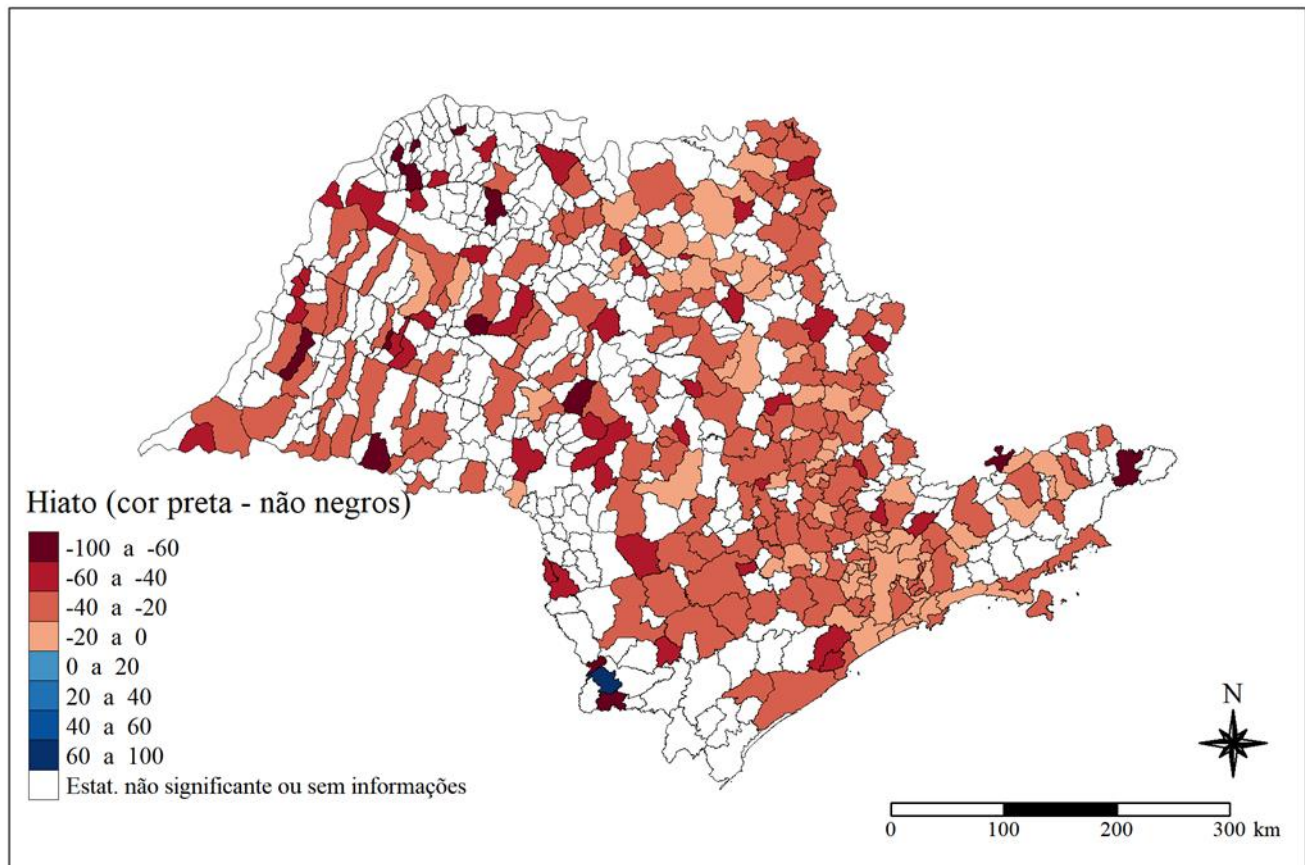 Hiato (cor preta - não negros)
-100 a -60
-60 a -40
-40 a -20
-20 a 0
0 a 20
20 a 40
40 a 60
60 a 100
Estat. não significante ou sem informações
N
0 100 200 300 km